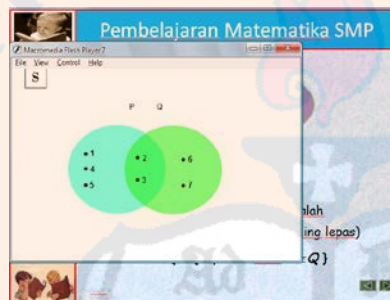 Pembelajaran Matematika SMP
Macromedia Flash Player 7
File View Control Help
S
P Q
1
2
6
4
3
5
7
alah
ing lepas)
Q}
Ad